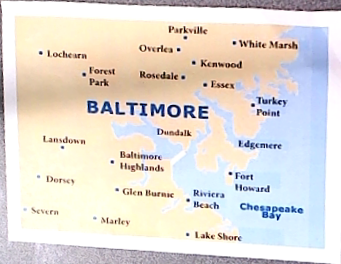 Parkville
Overlea
White Marsh
Lochearn
Kenwood
Forest
Park
Rosedale
Essex
Turkey
Point
BALTIMORE
Dundalk
Lansdown
Edgemere
Baltimore
Highlands
Dorsey
Fort
Howard
Glen Burnie
Riviera
Beach
Chesapeake
Bay
Severn
Marley
Lake Shore